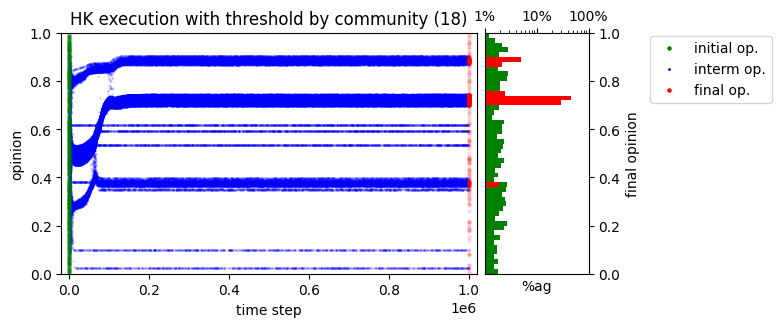 HK execution with threshold by community (18)
1% 10% 100%
1.0 1.0
0.8 0.8
0.6 0.6
0.4 0.4
0.2 0.2
0.0 0.0
opinion
final opinion
0.0 0.2 0.4 0.6 0.8 1.0
1e6
time step
%ag
initial op.
interm op.
final op.